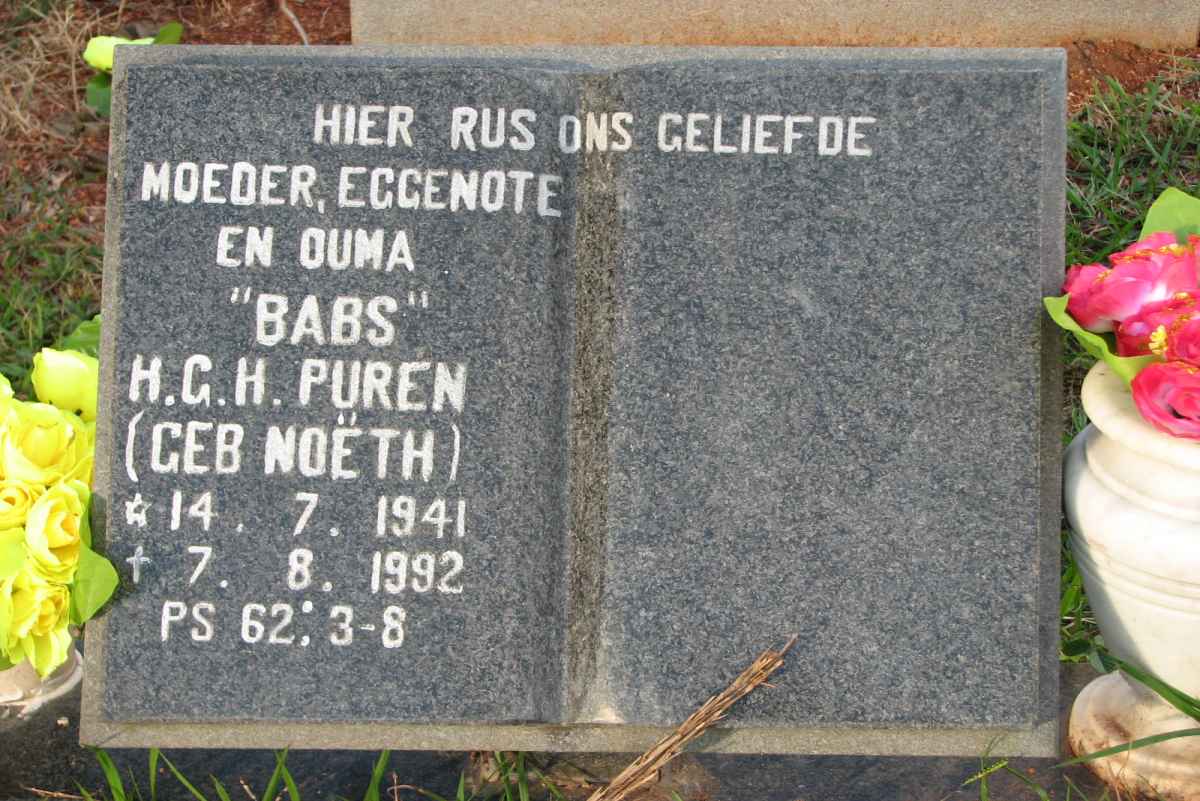 HIER RUS ONS GELIEFDE
MOEDER, EGGENOTE
EN OUMA
"BABS"
H.G.H. PUREN
(GEB NOËTH)
☆ 14. 7. 1941
† 7. 8. 1992
PS 62:3-8